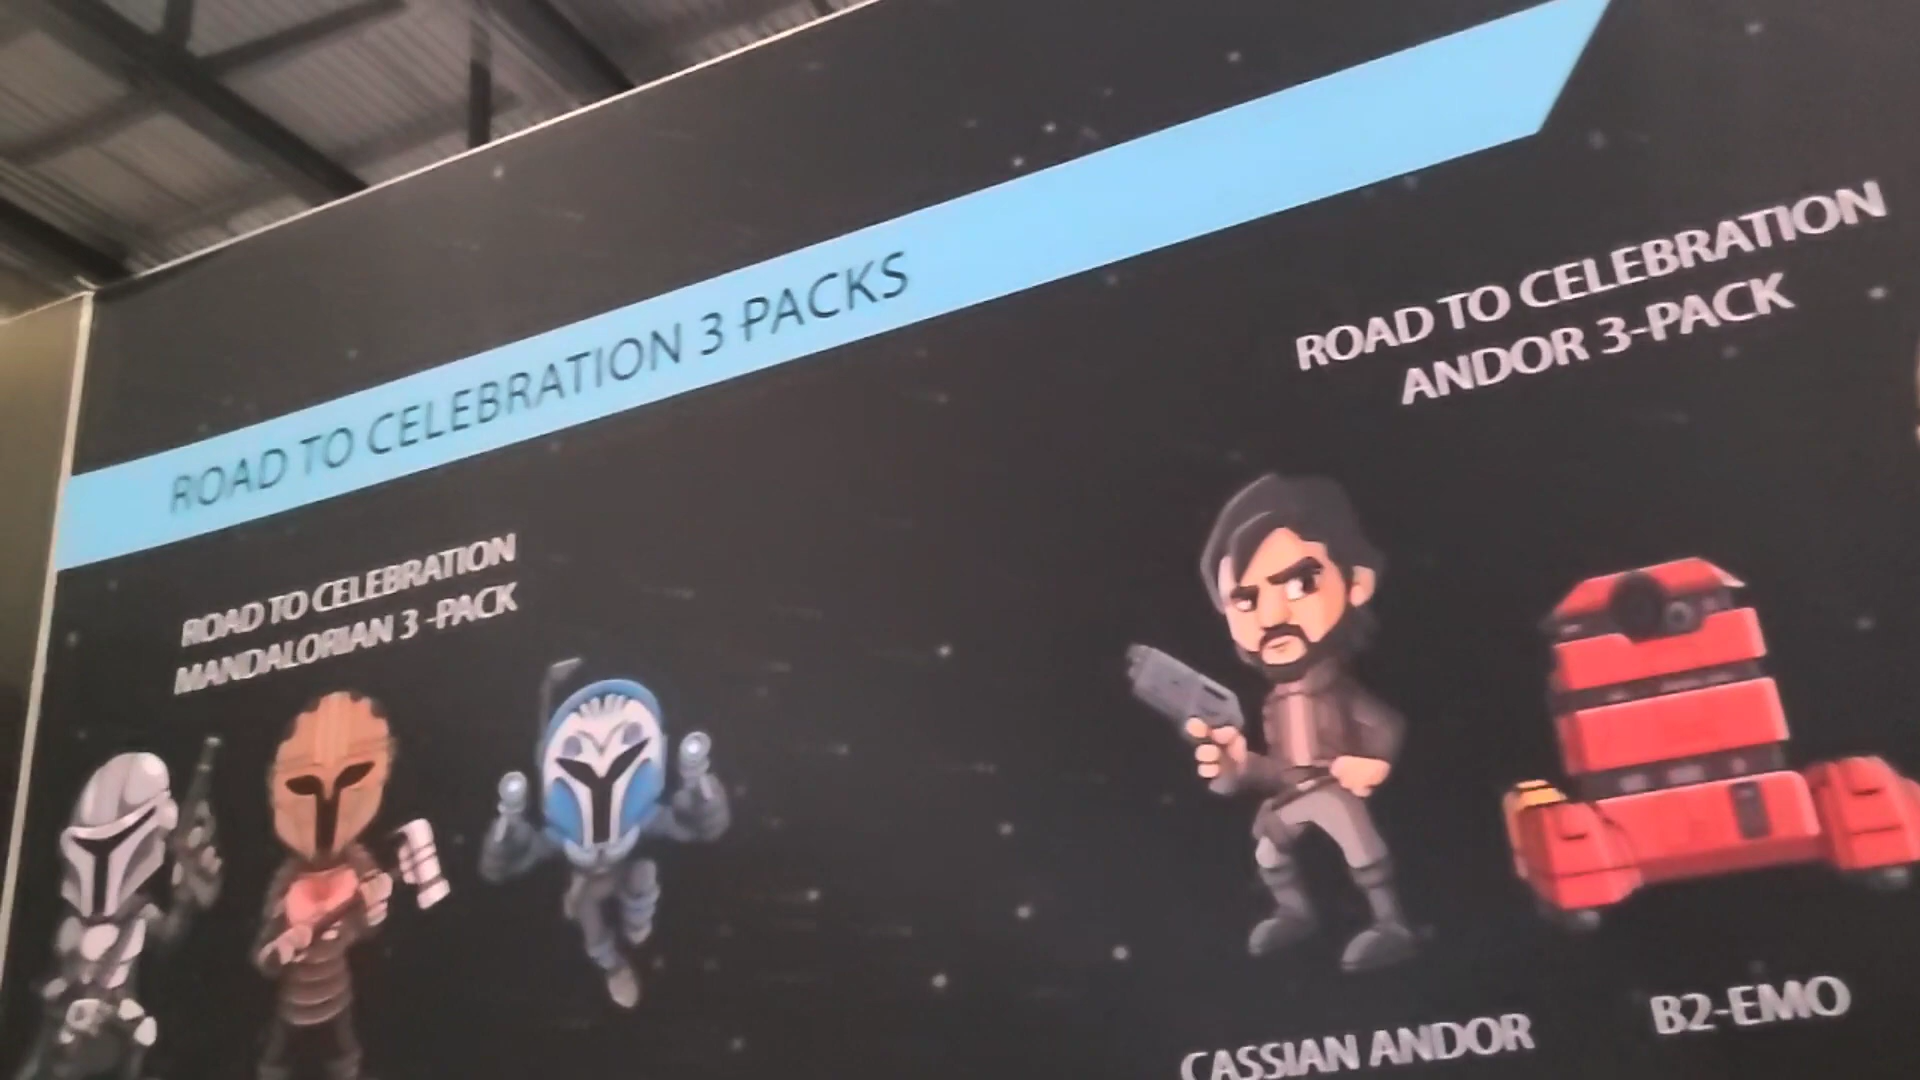 ROAD TO CELEBRATION 3 PACKS
ROAD TO CELEBRATION
MANDALORIAN 3 -PACK
ROAD TO CELEBRATION
ANDOR 3-PACK
CASSIAN ANDOR
B2-EMO